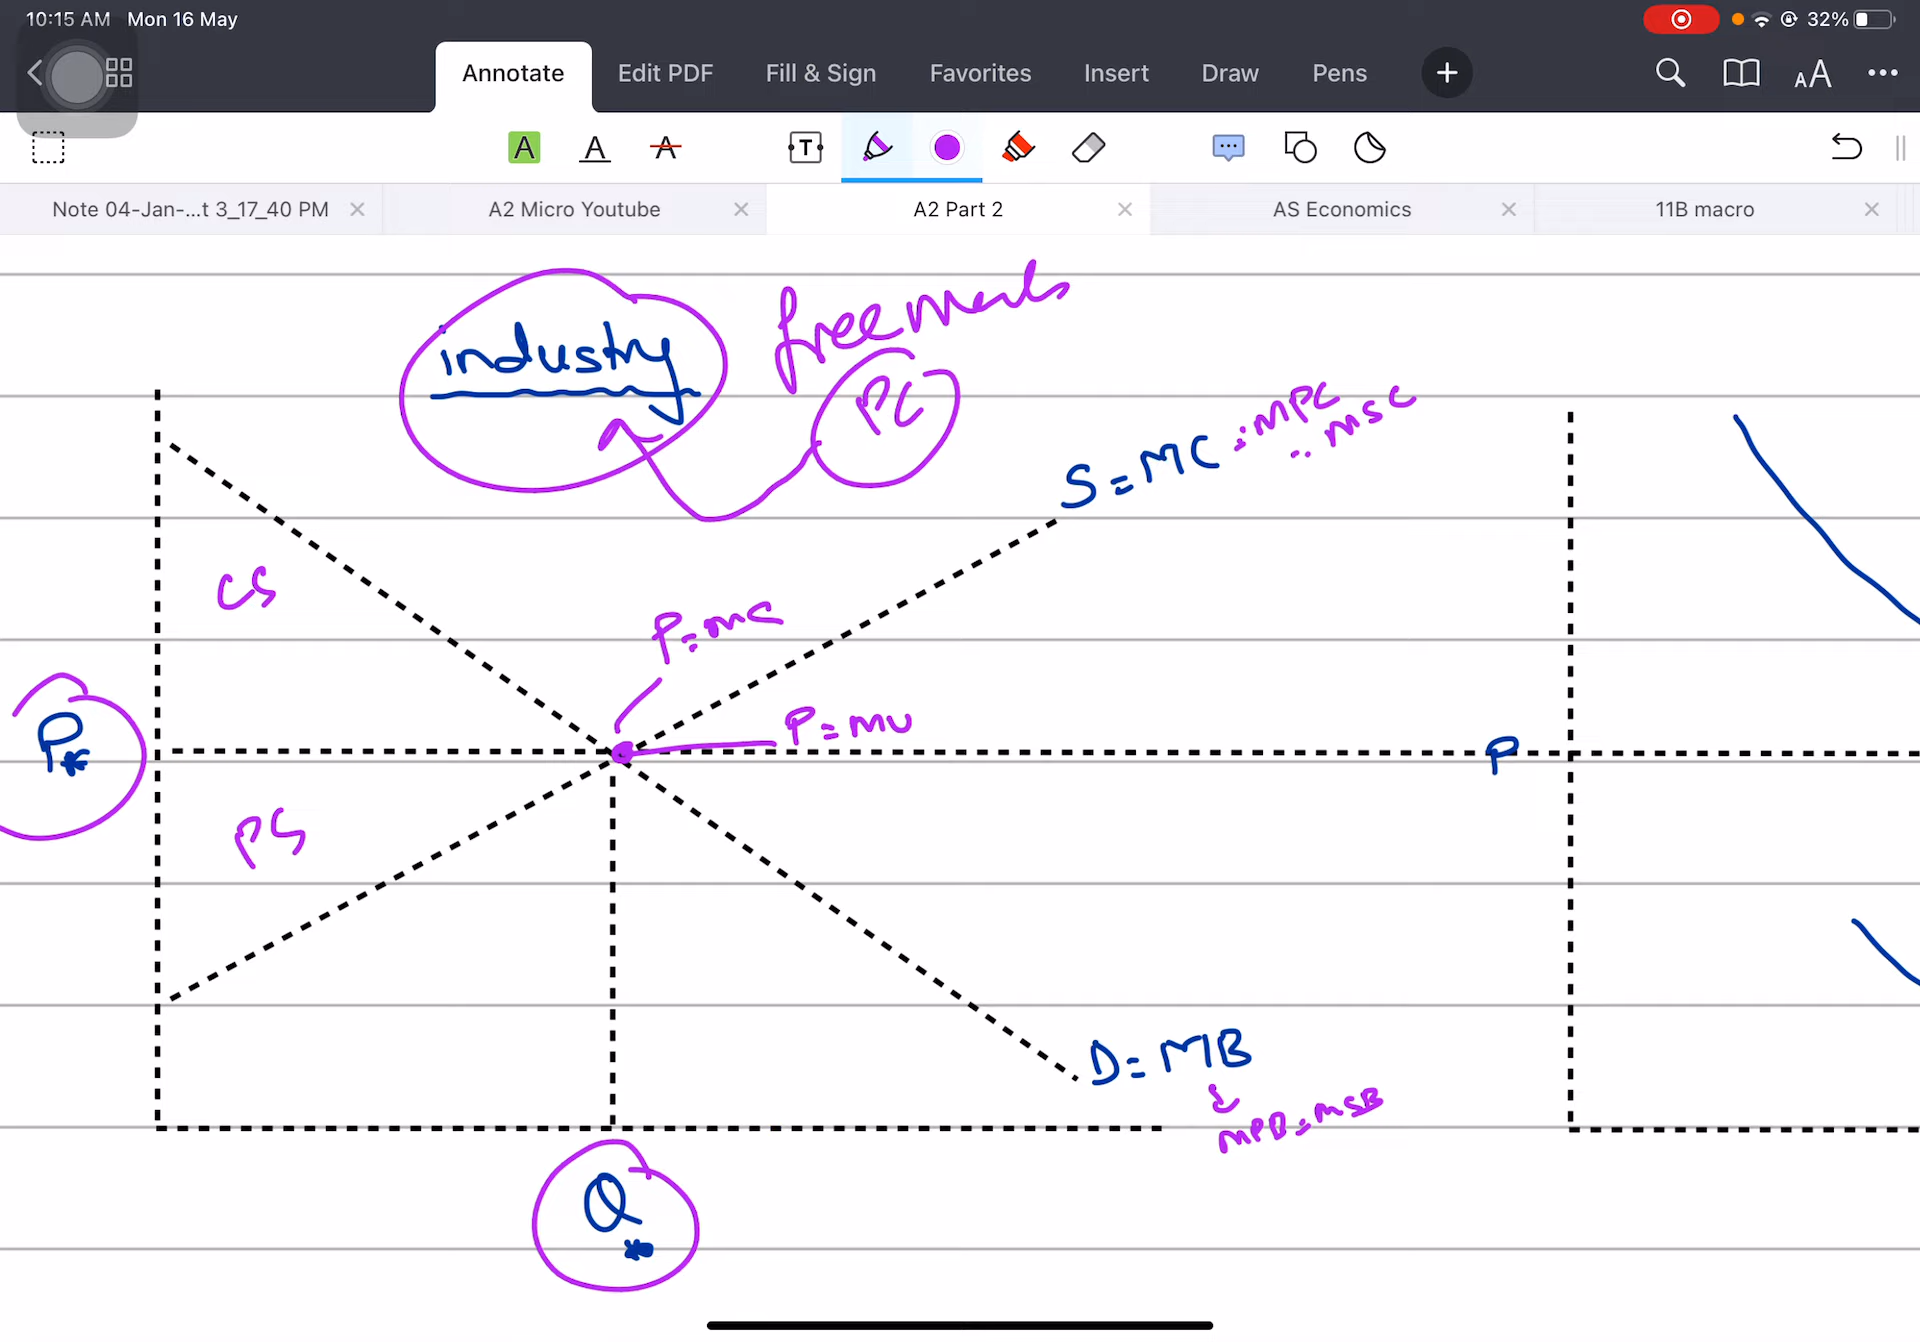 10:15 AM Mon 16 May
32%
Annotate Edit PDF Fill & Sign Favorites Insert Draw Pens
Note 04-Jan-...t 3_17_40 PM
A2 Micro Youtube
A2 Part 2
AS Economics
11B macro
industry
free
PC
S = MC = MPC
= MSC
CS
P = MC
P = MU
P*
P
PS
D = MB
MPB = MSB
Q*